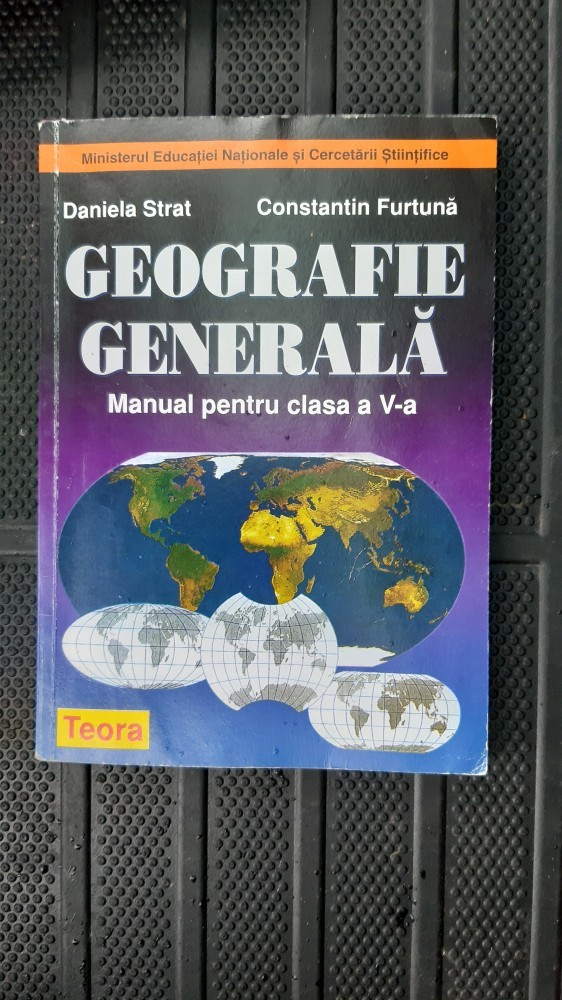 Ministerul Educației Naționale și Cercetării Științifice
Daniela Strat Constantin Furtună
GEOGRAFIE
GENERALĂ
Manual pentru clasa a V-a
Teora